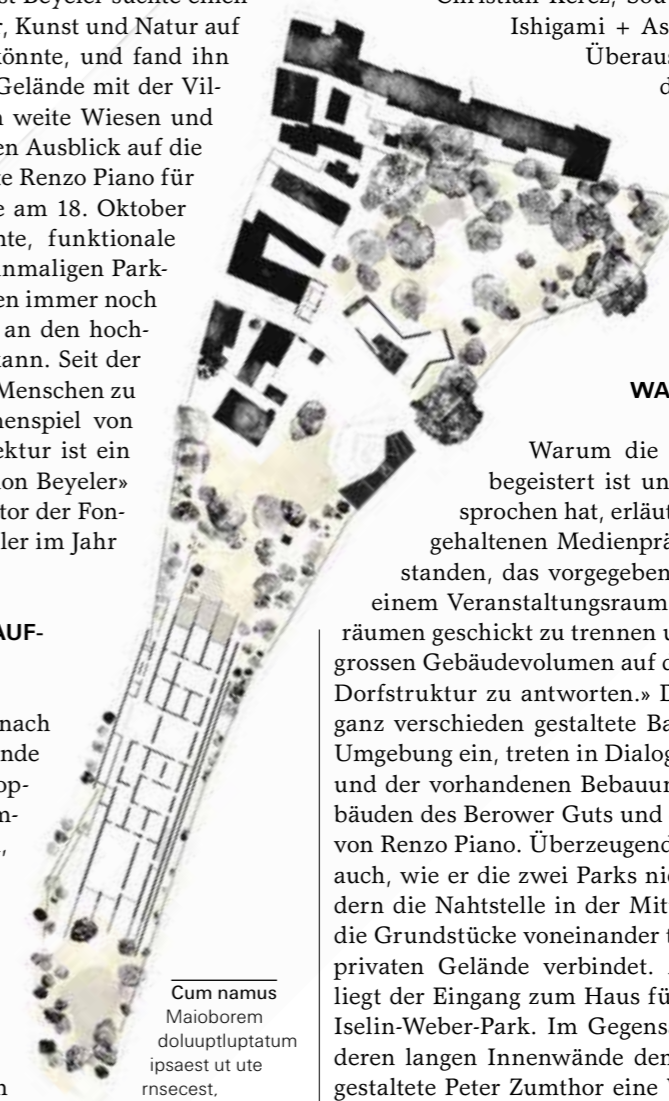 st Beyeler suchte einen
r, Kunst und Natur auf
könnte, und fand ihn
Gelände mit der Vil-
n weite Wiesen und
en Ausblick auf die
te Renzo Piano für
e am 18. Oktober
nte, funktionale
inmaligen Park-
en immer noch
an den hoch-
kann. Seit der
Menschen zu
nenspiel von
ektur ist ein
ion Beyeler»
tor der Fon-
ler im Jahr
AUF-
nach
nde
op-
m-
,
n
Cum namus
Maioborem
doluuptluptatum
ipsaest ut ute
rnsecest,
Christian Kerez, Sou
Ishigami + As
Überaus
d
WA
Warum die
begeistert ist un
sprochen hat, erläut
gehaltenen Medienprä
standen, das vorgegeben
einem Veranstaltungsraum
räumen geschickt zu trennen u
grossen Gebäudevolumen auf d
Dorfstruktur zu antworten.» D
ganz verschieden gestaltete Ba
Umgebung ein, treten in Dialog
und der vorhandenen Bebauun
bäuden des Berower Guts und
von Renzo Piano. Überzeugend
auch, wie er die zwei Parks nic
dern die Nahtstelle in der Mit
die Grundstücke voneinander t
privaten Gelände verbindet.
liegt der Eingang zum Haus fü
Iselin-Weber-Park. Im Gegens
deren langen Innenwände den
gestaltete Peter Zumthor eine V